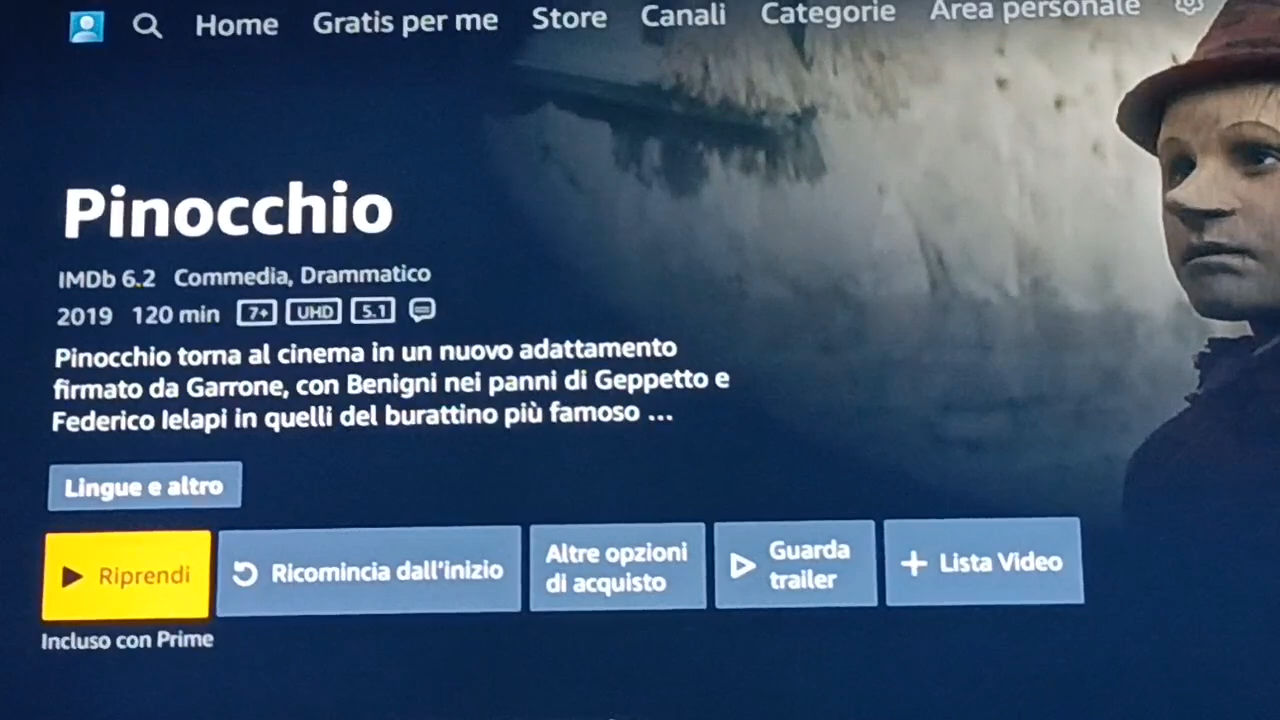 Home Gratis per me Store Canali Categorie Area personale
Pinocchio
IMDb 6.2 Commedia, Drammatico
2019 120 min 7+ UHD 5.1
Pinocchio torna al cinema in un nuovo adattamento
firmato da Garrone, con Benigni nei panni di Geppetto e
Federico Ielapi in quelli del burattino più famoso ...
Lingue e altro
Riprendi
Ricomincia dall'inizio
Altre opzioni
di acquisto
Guarda
trailer
Lista Video
Incluso con Prime